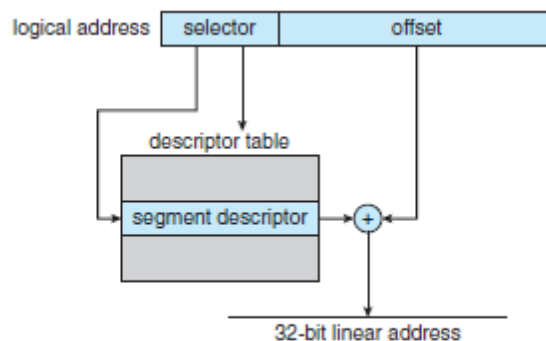 logical address selector offset
descriptor table
segment descriptor +
32-bit linear address